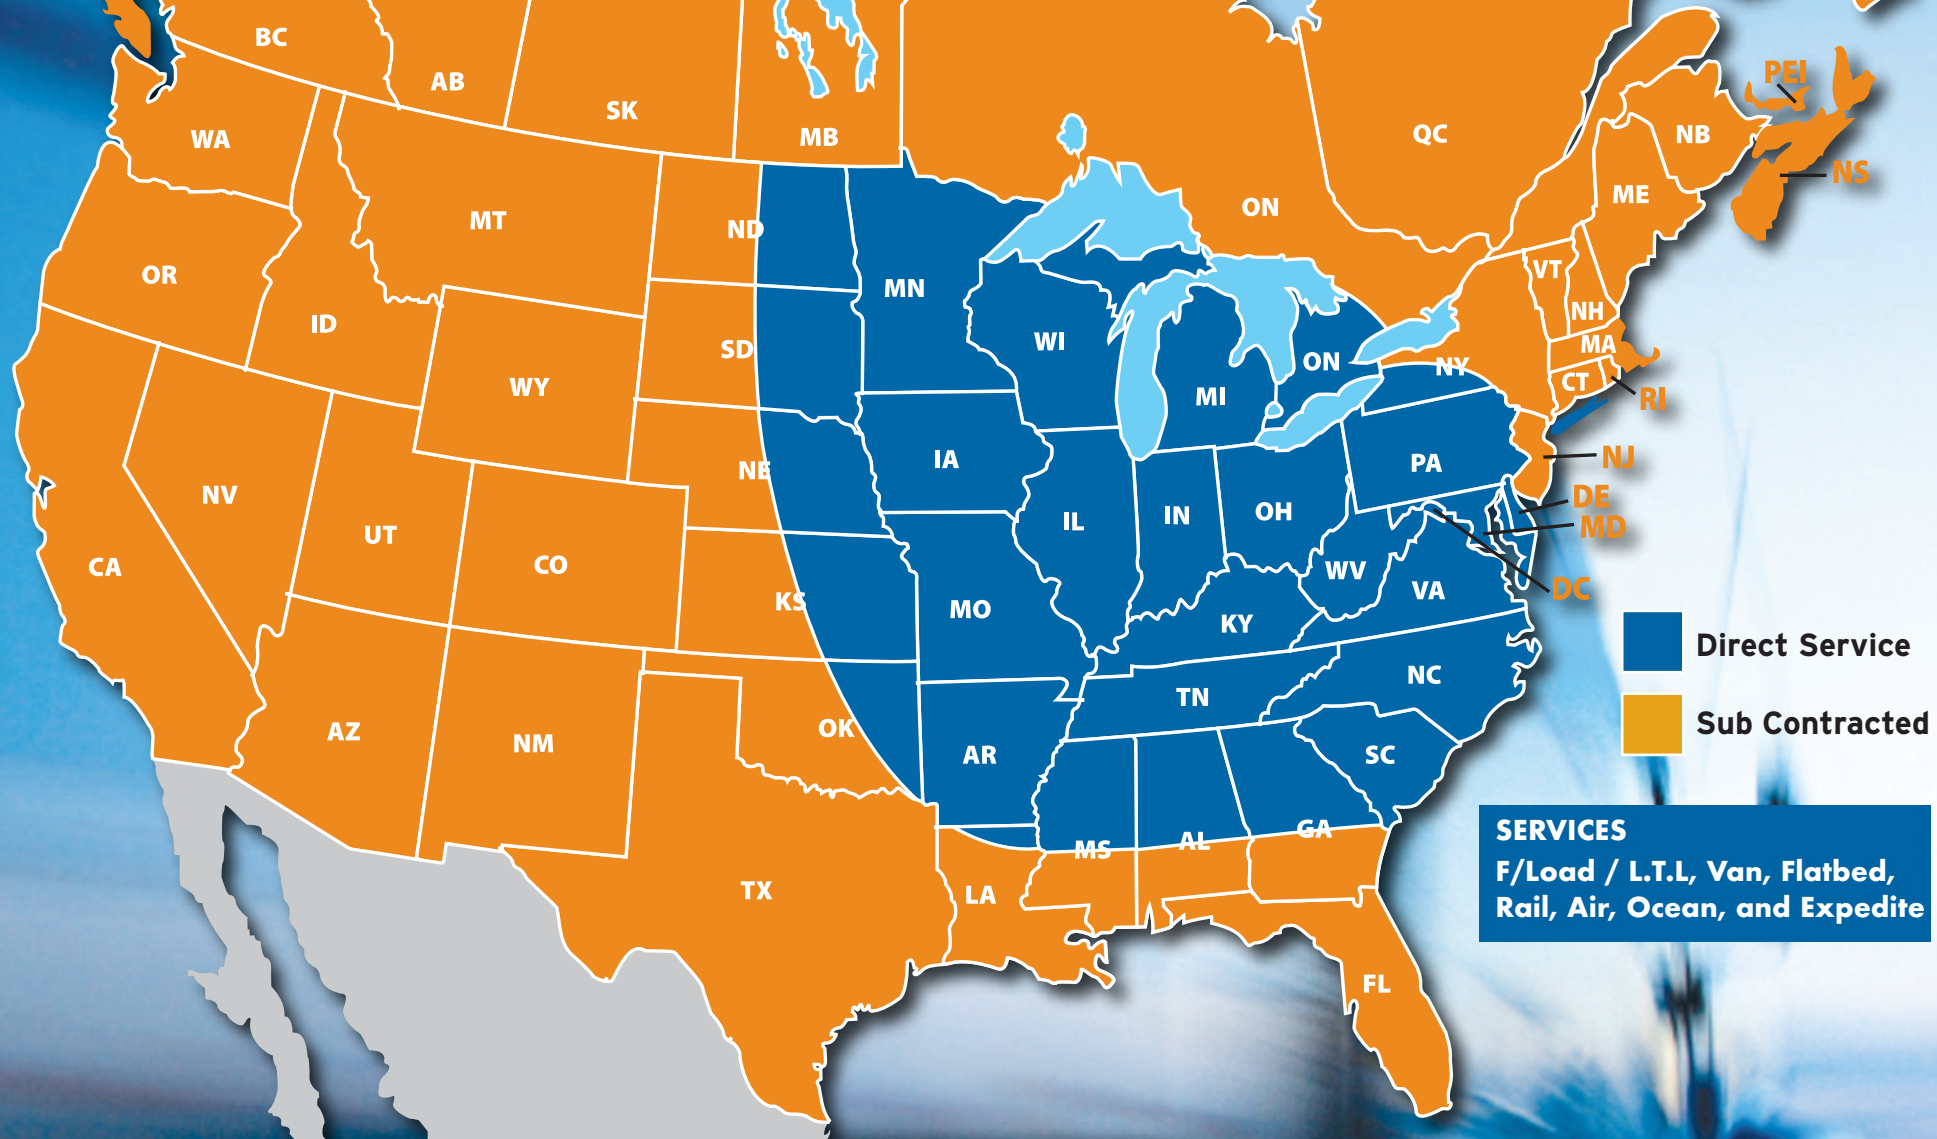 BC
AB
SK
MB
ON
QC
PEI
NB
NS
ME
WA
MT
ND
OR
ID
MN
VT
NH
MA
SD
WI
ON
NY
CT
RI
WY
MI
NJ
NE
IA
PA
NV
DE
MD
UT
IL
IN
OH
CA
CO
WV
DC
KS
MO
VA
KY
Direct Service
NC
TN
AZ
NM
OK
AR
SC
Sub Contracted
MS
AL
GA
TX
LA
FL
SERVICES
F/Load / L.T.L, Van, Flatbed,
Rail, Air, Ocean, and Expedite